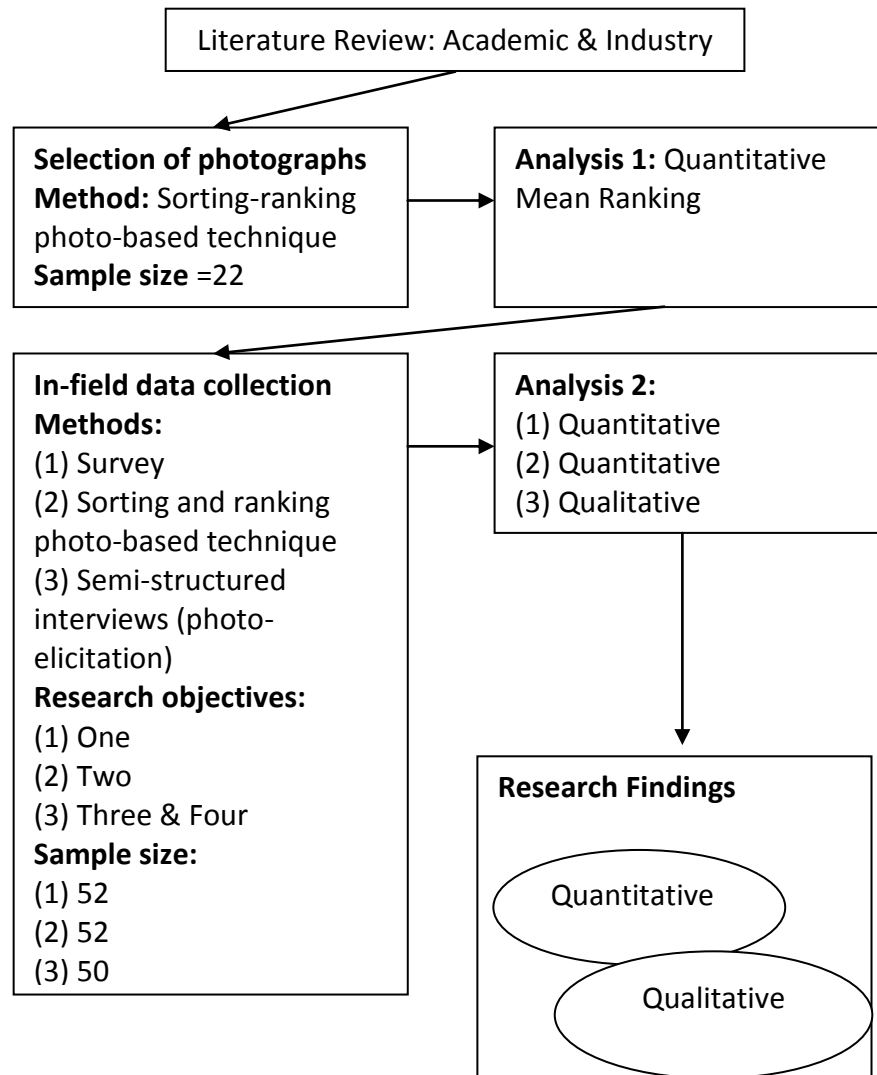 Literature Review: Academic & Industry
Selection of photographs
Method: Sorting-ranking
photo-based technique
Sample size =22
Analysis 1: Quantitative
Mean Ranking
In-field data collection
Methods:
(1) Survey
(2) Sorting and ranking
photo-based technique
(3) Semi-structured
interviews (photo-
elicitation)
Research objectives:
(1) One
(2) Two
(3) Three & Four
Sample size:
(1) 52
(2) 52
(3) 50
Analysis 2:
(1) Quantitative
(2) Quantitative
(3) Qualitative
Research Findings
Quantitative
Qualitative